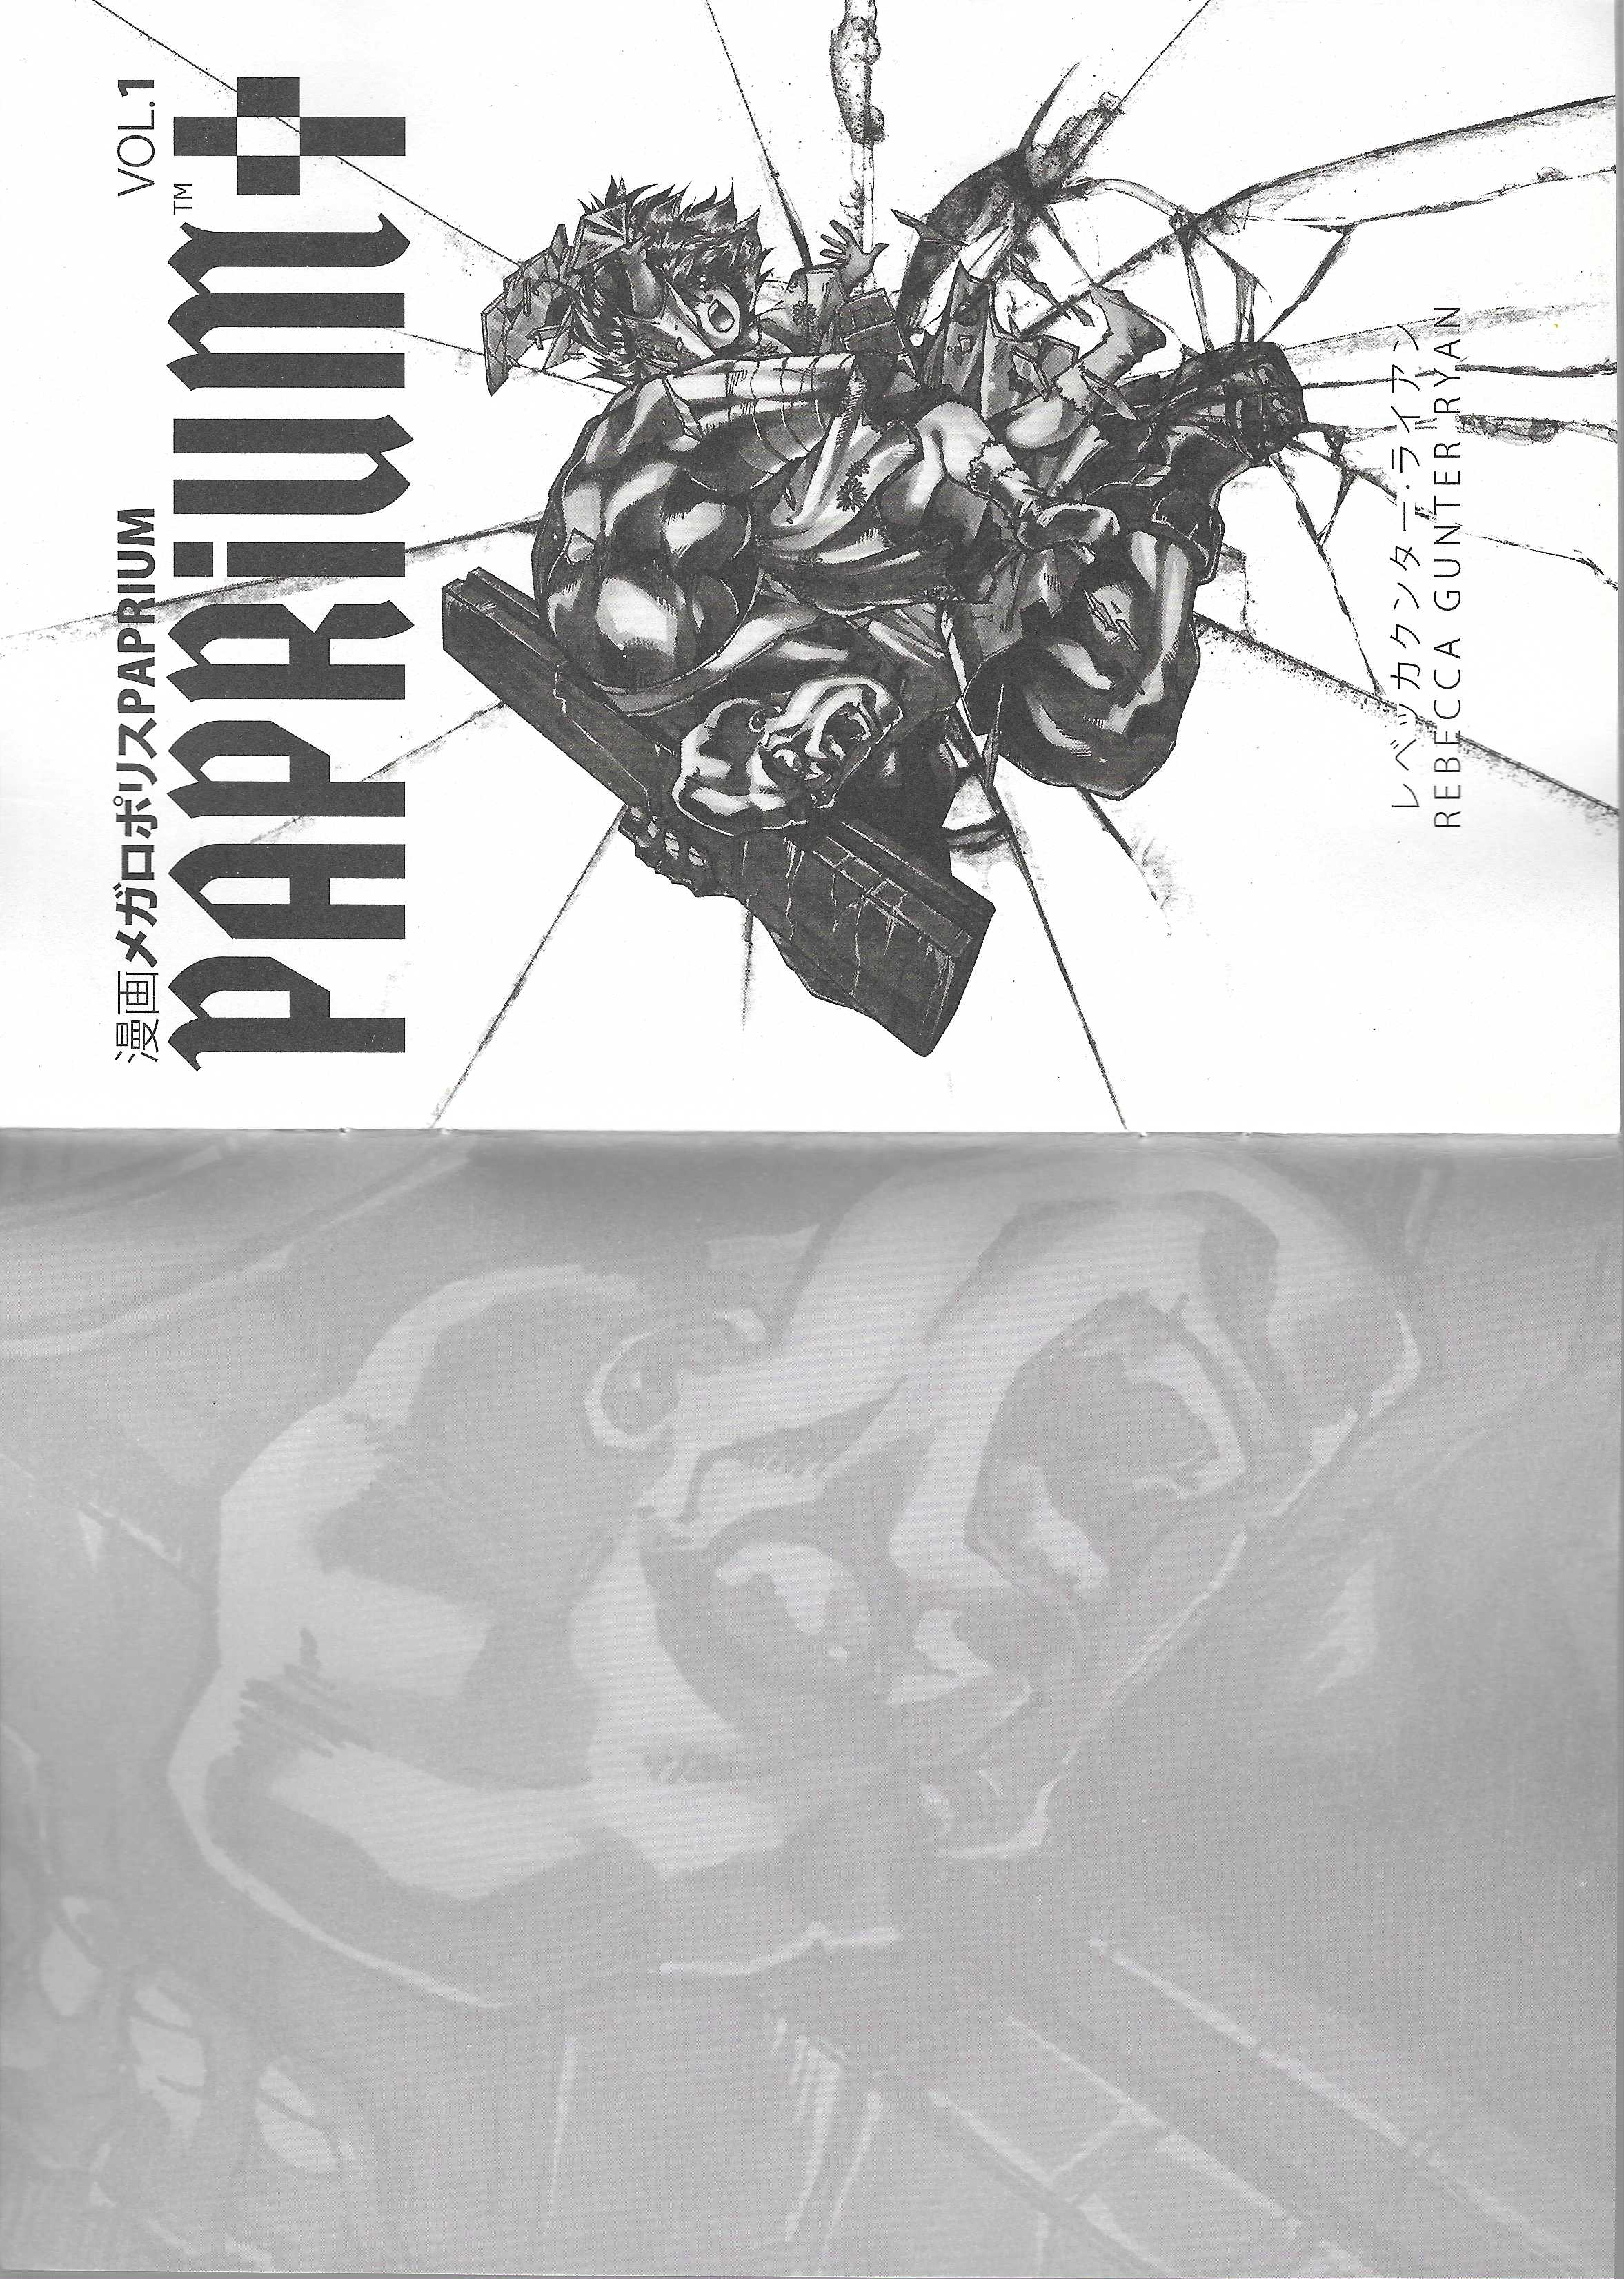 漫画メガロポリスPAPRIUM
VOL.1
PAPRiUM™
レベッカクンター・ライアン
REBECCA GUNTER RYAN